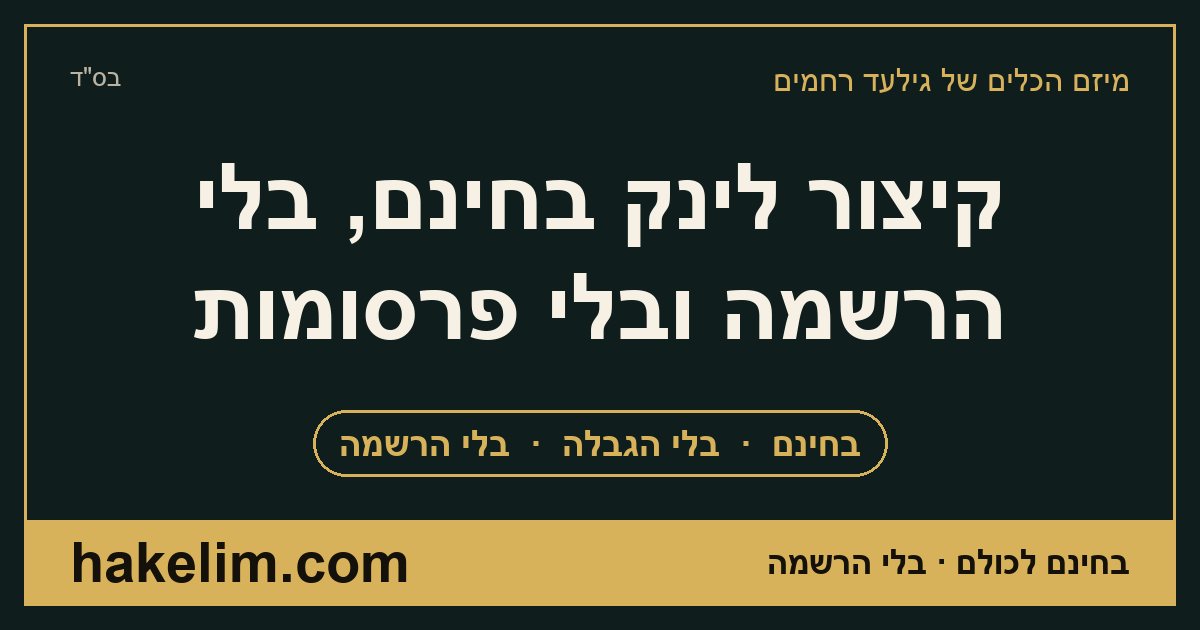 מיזם הכלים של גילעד רחמים
בס"ד
קיצור לינק בחינם, בלי
הרשמה ובלי פרסומות
בחינם · בלי הגבלה · בלי הרשמה
בחינם לכולם · בלי הרשמה
hakelim.com